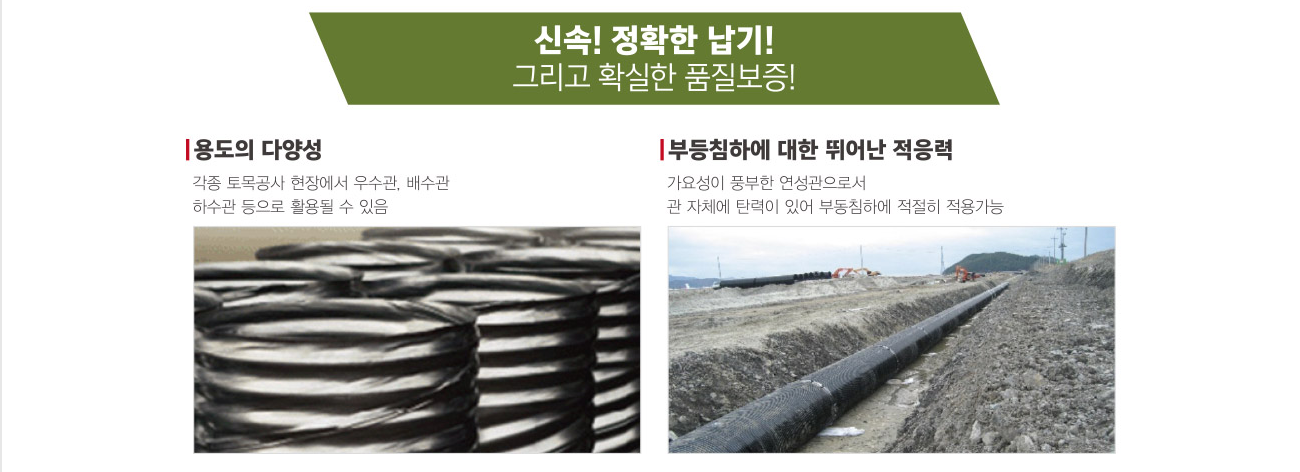 신속! 정확한 납기!
그리고 확실한 품질보증!
용도의 다양성
각종 토목공사 현장에서 우수관, 배수관
하수관 등으로 활용될 수 있음
부등침하에 대한 뛰어난 적응력
가요성이 풍부한 연성관으로서
관 자체에 탄력이 있어 부동침하에 적절히 적용가능